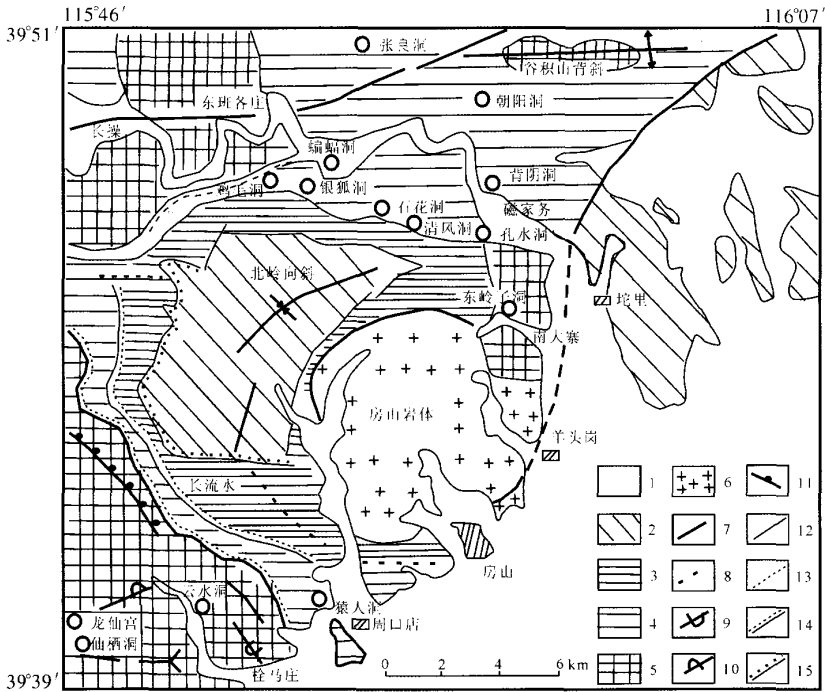 115°46′ 116°07′
39°51′
张良洞
谷积山背斜
东班各庄
朝阳洞
长操
蝙蝠洞
鸡毛洞
银狐洞
背阴洞
石花洞
磁家务
清风洞
孔水洞
北岭向斜
东岭子洞
坨里
南大寨
房山岩体
羊头岗
长流水
房山
云水洞
猿人洞
龙仙宫
周口店
仙栖洞
栓马庄
39°39′
0 2 4 6 km
1 6 11
2 7 12
3 8 13
4 9 14
5 10 15